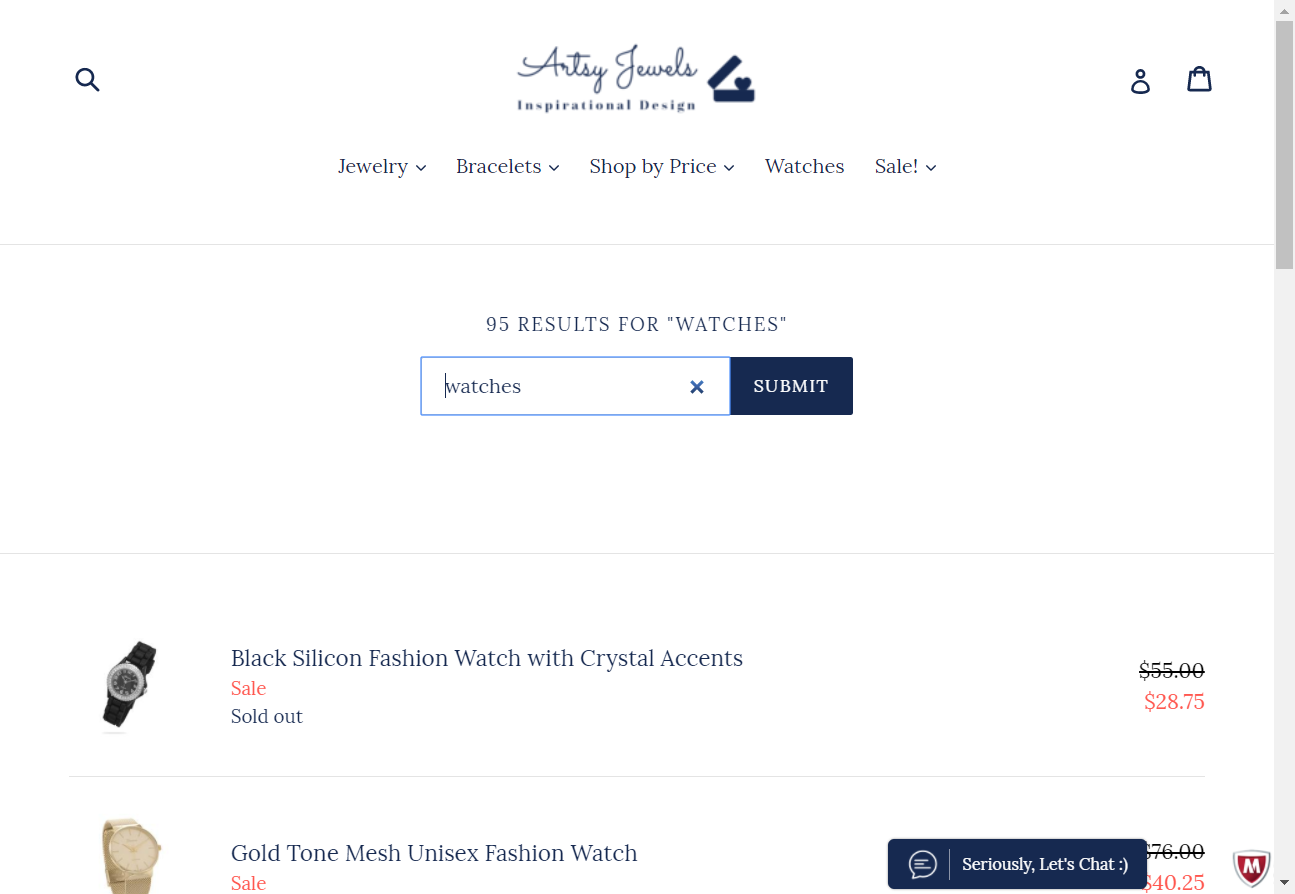 Artsy Jewels
Inspirational Design
Jewelry Bracelets Shop by Price Watches Sale!
95 RESULTS FOR "WATCHES"
watches SUBMIT
Black Silicon Fashion Watch with Crystal Accents
Sale
Sold out
$55.00
$28.75
Gold Tone Mesh Unisex Fashion Watch
Sale
$76.00
$40.25
Seriously, Let's Chat :)